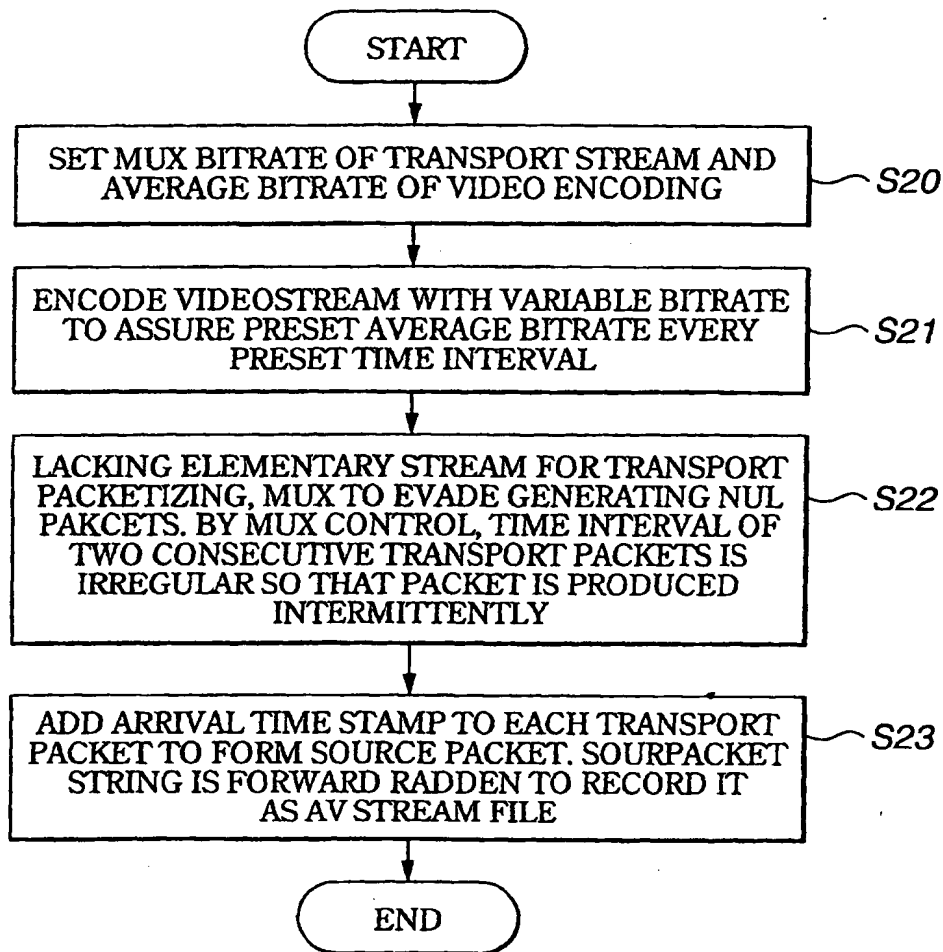 START
SET MUX BITRATE OF TRANSPORT STREAM AND
AVERAGE BITRATE OF VIDEO ENCODING
S20
ENCODE VIDEOSTREAM WITH VARIABLE BITRATE
TO ASSURE PRESET AVERAGE BITRATE EVERY
PRESET TIME INTERVAL
S21
LACKING ELEMENTARY STREAM FOR TRANSPORT
PACKETIZING, MUX TO EVADE GENERATING NUL
PAKCETS. BY MUX CONTROL, TIME INTERVAL OF
TWO CONSECUTIVE TRANSPORT PACKETS IS
IRREGULAR SO THAT PACKET IS PRODUCED
INTERMITTENTLY
S22
ADD ARRIVAL TIME STAMP TO EACH TRANSPORT
PACKET TO FORM SOURCE PACKET. SOURPACKET
STRING IS FORWARD RADDEN TO RECORD IT
AS AV STREAM FILE
S23
END